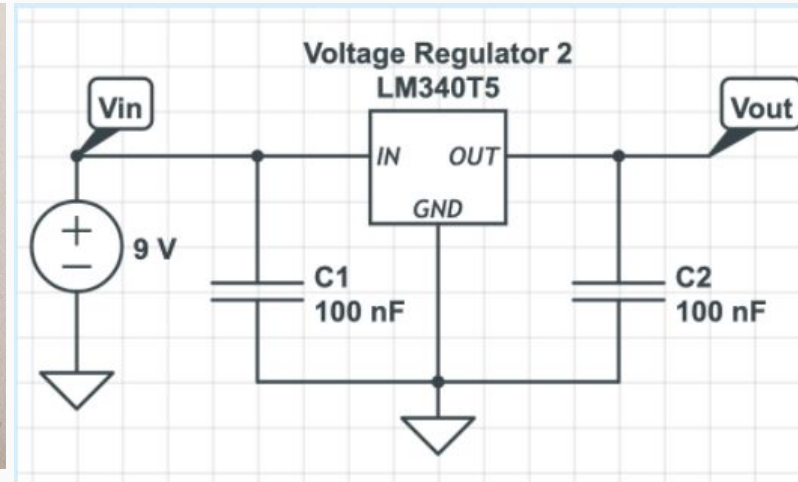 Voltage Regulator 2
LM340T5
Vin
Vout
IN OUT
GND
+
9 V
C1
100 nF
C2
100 nF